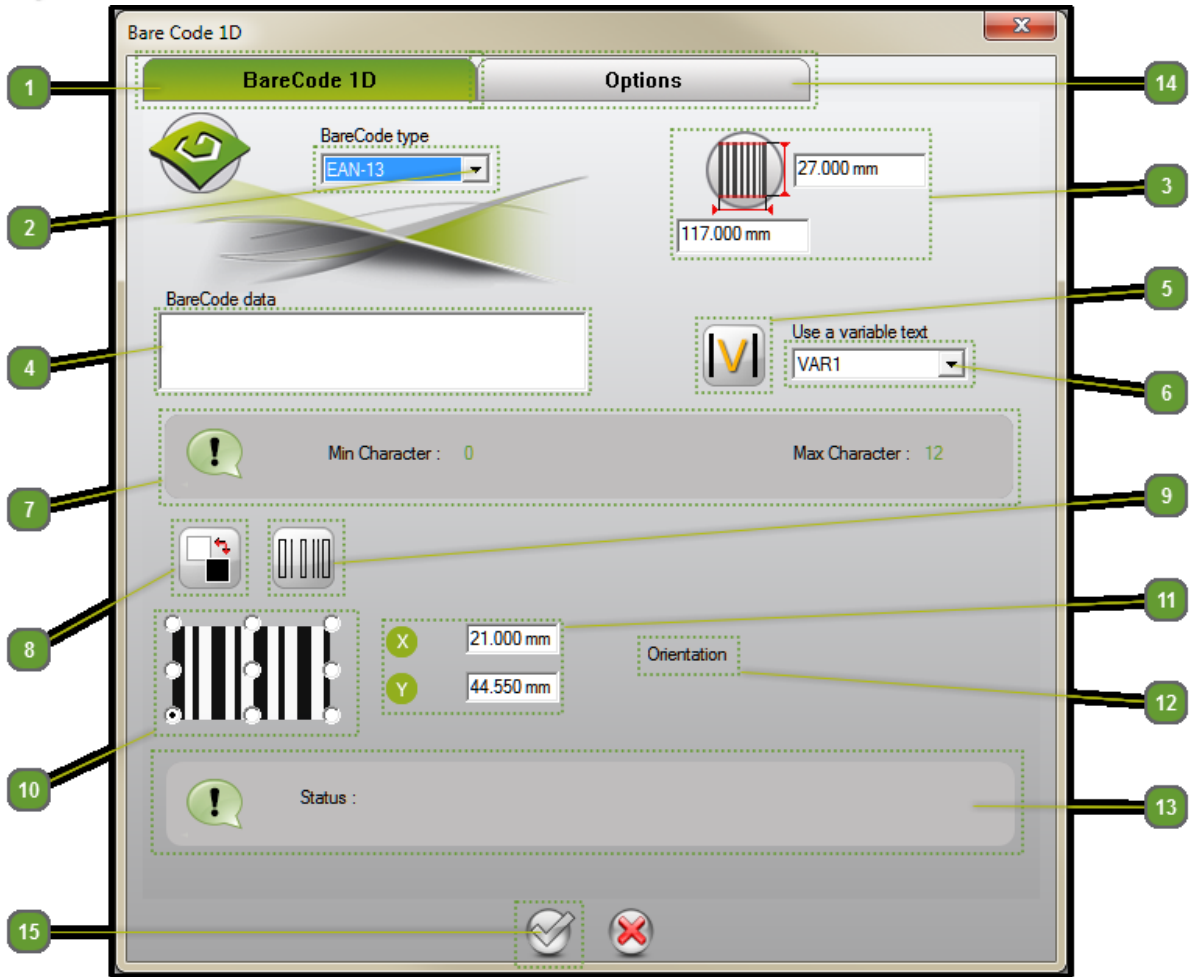 Bare Code 1D
1
BareCode 1D
Options
14
BareCode type
EAN-13
27.000 mm
3
2
117.000 mm
BareCode data
5
Use a variable text
V
VAR1
4
6
Min Character : 0
Max Character : 12
7
9
8
11
X
21.000 mm
Orientation
Y
44.550 mm
12
10
Status :
13
15